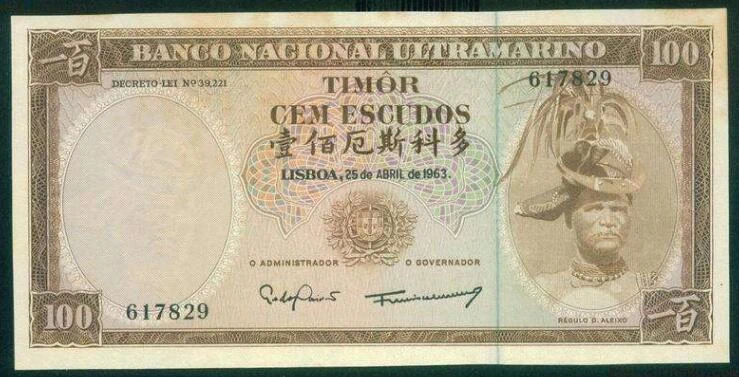 一百 BANCO NACIONAL ULTRAMARINO 100
DECRETO-LEI Nº 39,221
TIMÔR
617829
CEM ESCUDOS
壹佰厄斯科多
LISBOA, 25 de ABRIL de 1963.
O ADMINISTRADOR O GOVERNADOR
617829
RÉGULO D. ALEIXO
100 一百